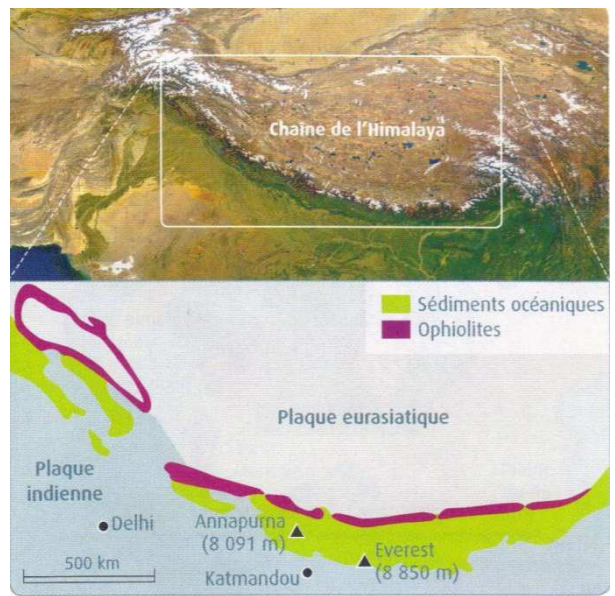 Chaîne de l'Himalaya
Sédiments océaniques
Ophiolites
Plaque eurasiatique
Plaque
indienne
Delhi
Annapurna
(8 091 m)
Everest
(8 850 m)
Katmandou
500 km